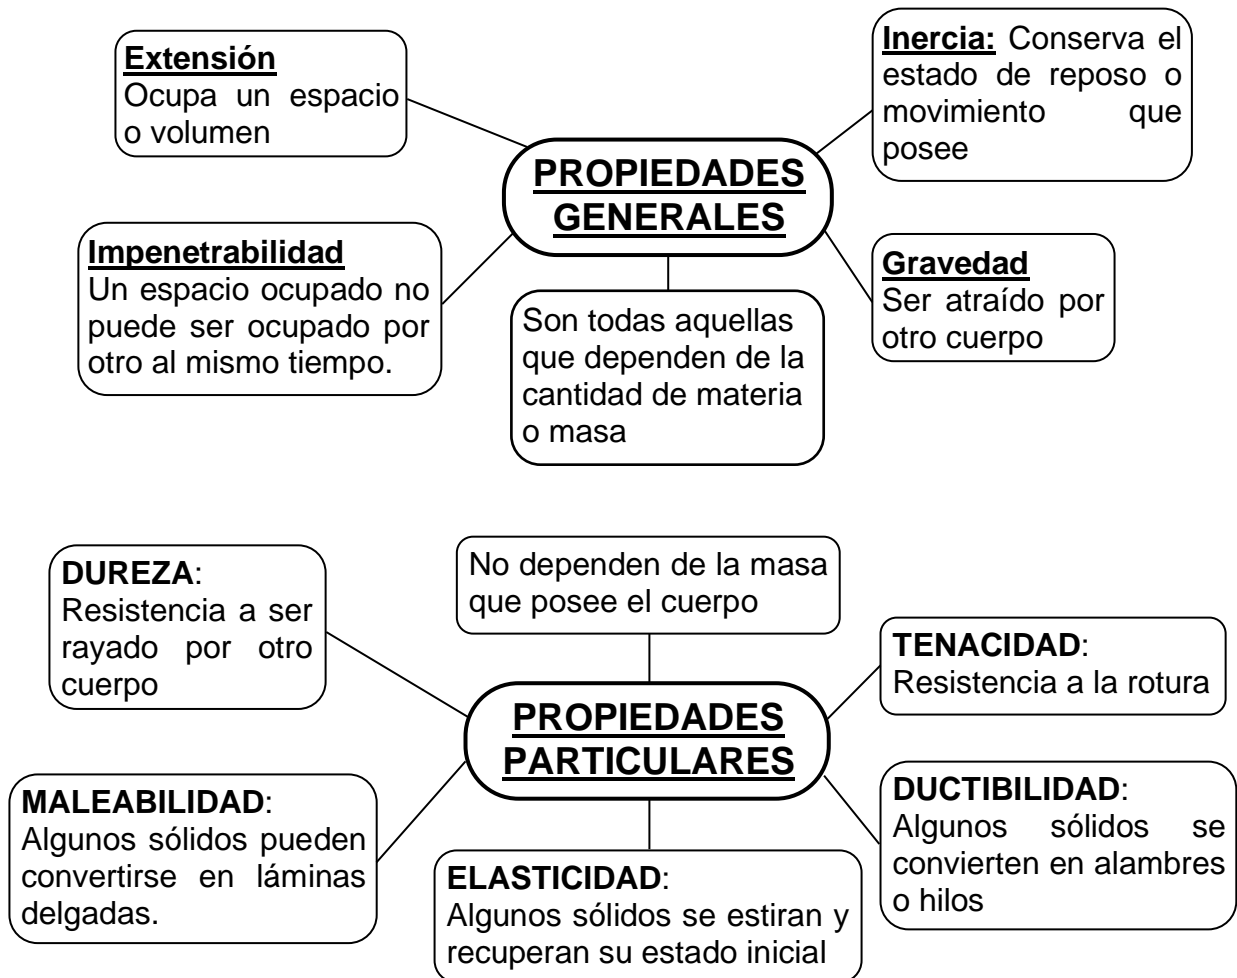 Extensión
Ocupa un espacio
o volumen
Inercia: Conserva el
estado de reposo o
movimiento que
posee
PROPIEDADES
GENERALES
Impenetrabilidad
Un espacio ocupado no
puede ser ocupado por
otro al mismo tiempo.
Gravedad
Ser atraído por
otro cuerpo
Son todas aquellas
que dependen de la
cantidad de materia
o masa
DUREZA:
Resistencia a ser
rayado por otro
cuerpo
No dependen de la masa
que posee el cuerpo
TENACIDAD:
Resistencia a la rotura
PROPIEDADES
PARTICULARES
MALEABILIDAD:
Algunos sólidos pueden
convertirse en láminas
delgadas.
ELASTICIDAD:
Algunos sólidos se estiran y
recuperan su estado inicial
DUCTIBILIDAD:
Algunos sólidos se
convierten en alambres
o hilos